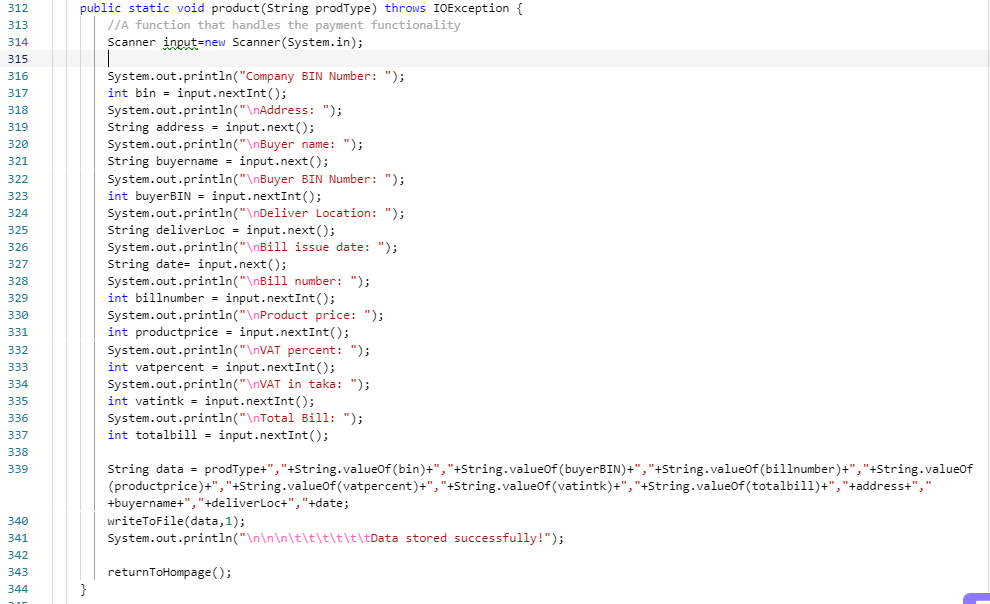 312 public static void product(String prodType) throws IOException {
313 //A function that handles the payment functionality
314 Scanner input=new Scanner(System.in);
315
316 System.out.println("Company BIN Number: ");
317 int bin = input.nextInt();
318 System.out.println("\nAddress: ");
319 String address = input.next();
320 System.out.println("\nBuyer name: ");
321 String buyername = input.next();
322 System.out.println("\nBuyer BIN Number: ");
323 int buyerBIN = input.nextInt();
324 System.out.println("\nDeliver Location: ");
325 String deliverLoc = input.next();
326 System.out.println("\nBill issue date: ");
327 String date= input.next();
328 System.out.println("\nBill number: ");
329 int billnumber = input.nextInt();
330 System.out.println("\nProduct price: ");
331 int productprice = input.nextInt();
332 System.out.println("\nVAT percent: ");
333 int vatpercent = input.nextInt();
334 System.out.println("\nVAT in taka: ");
335 int vatintk = input.nextInt();
336 System.out.println("\nTotal Bill: ");
337 int totalbill = input.nextInt();
338
339 String data = prodType+","+String.valueOf(bin)+","+String.valueOf(buyerBIN)+","+String.valueOf(billnumber)+","+String.valueOf
(productprice)+","+String.valueOf(vatpercent)+","+String.valueOf(vatintk)+","+String.valueOf(totalbill)+","+address+","
+buyername+","+deliverLoc+","+date;
340 writeToFile(data,1);
341 System.out.println("\n\n\n\t\t\t\t\t\tData stored successfully!");
342
343 returnToHompage();
344 }